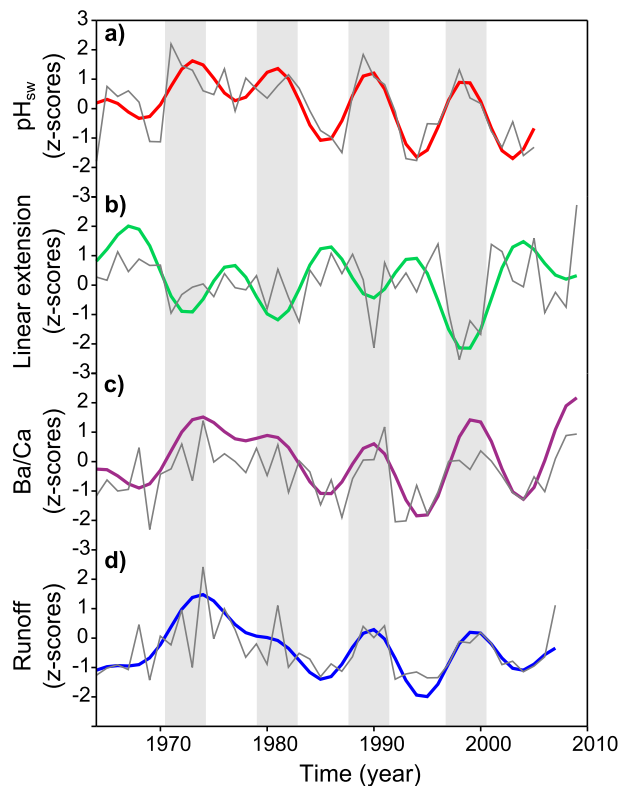 3
a)
2
1
0
-1
-2
-3
pHsw
(z-scores)
b)
2
1
0
-1
-2
-3
Linear extension
(z-scores)
c)
2
1
0
-1
-2
-3
Ba/Ca
(z-scores)
d)
2
1
0
-1
-2
Runoff
(z-scores)
1970 1980 1990 2000 2010
Time (year)